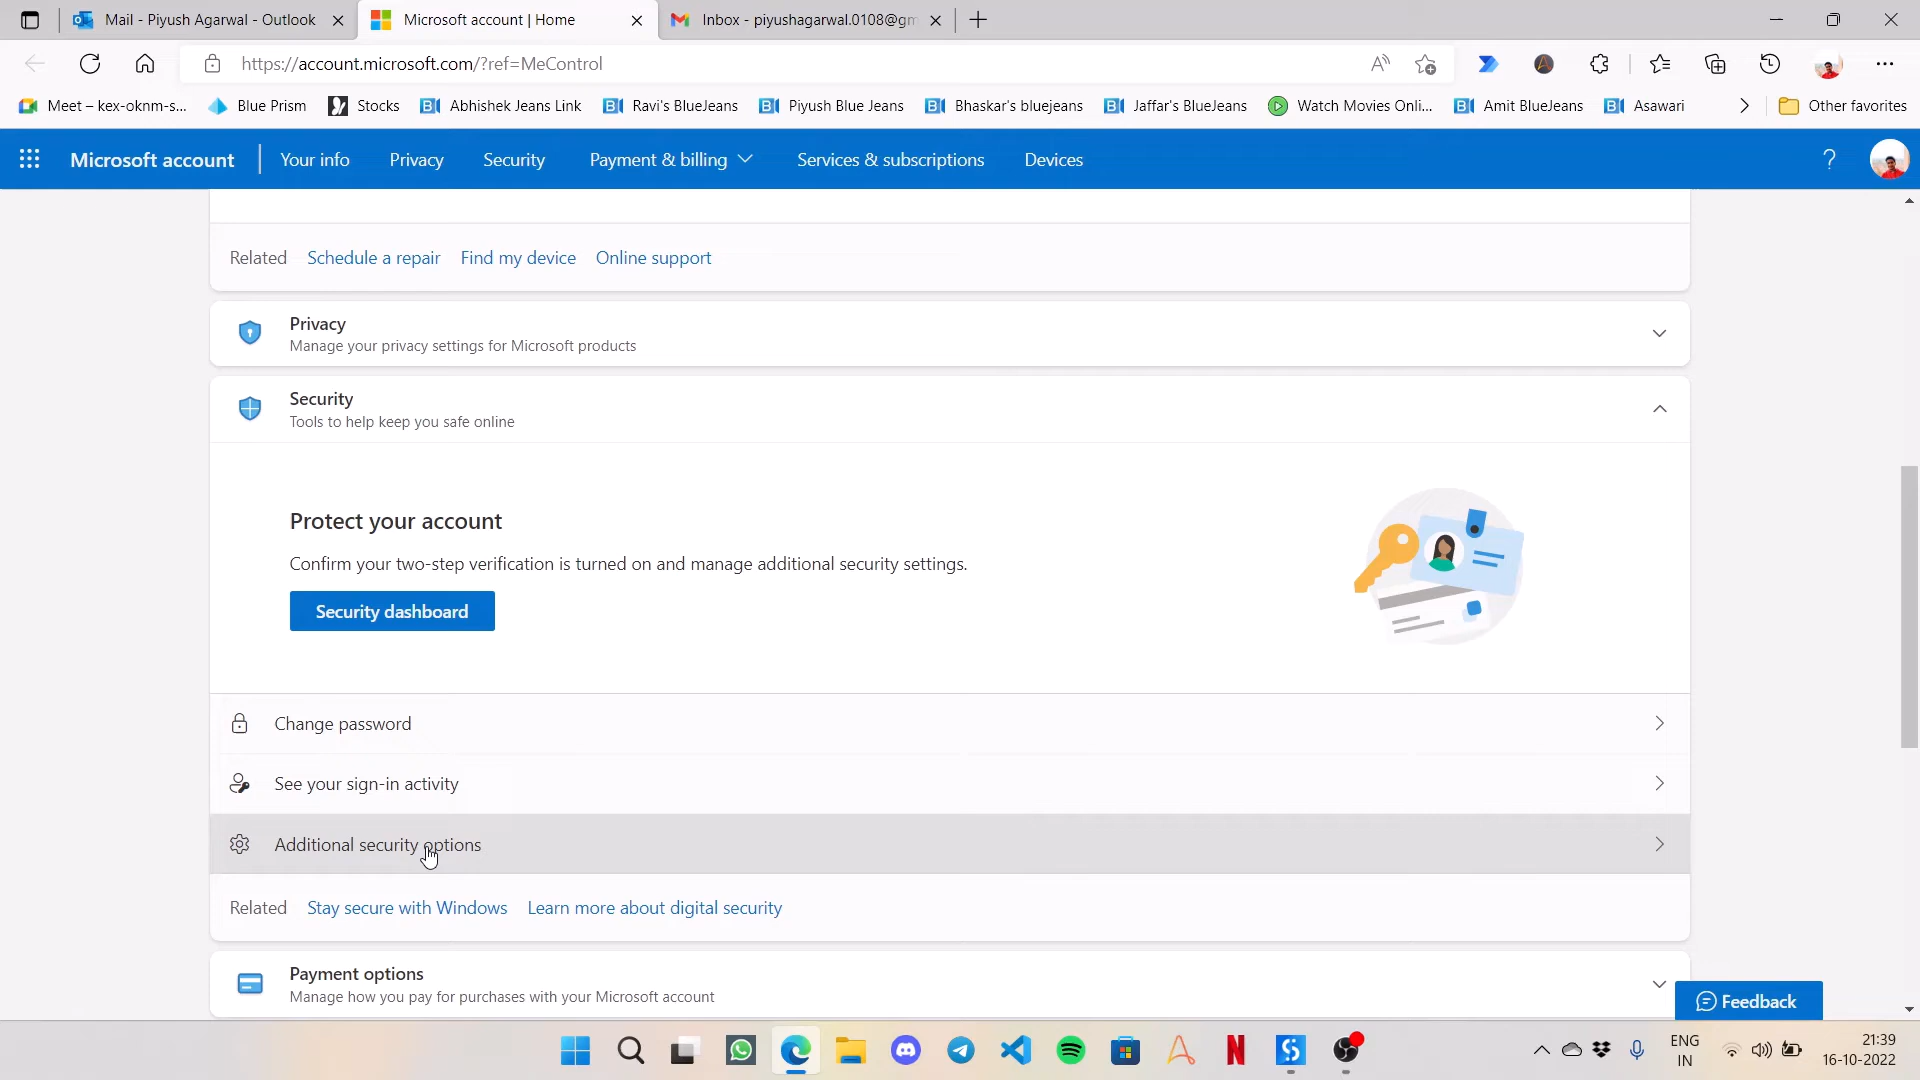 Mail - Piyush Agarwal - Outlook
Microsoft account | Home
Inbox - piyushagarwal.0108@gm
https://account.microsoft.com/?ref=MeControl
Meet – kex-oknm-s...
Blue Prism
Stocks
Abhishek Jeans Link
Ravi's BlueJeans
Piyush Blue Jeans
Bhaskar's bluejeans
Jaffar's BlueJeans
Watch Movies Onli...
Amit BlueJeans
Asawari
Other favorites
Microsoft account
Your info
Privacy
Security
Payment & billing
Services & subscriptions
Devices
?
Related Schedule a repair Find my device Online support
Privacy
Manage your privacy settings for Microsoft products
Security
Tools to help keep you safe online
Protect your account
Confirm your two-step verification is turned on and manage additional security settings.
Security dashboard
Change password
See your sign-in activity
Additional security options
Related Stay secure with Windows Learn more about digital security
Payment options
Manage how you pay for purchases with your Microsoft account
Feedback
ENG
IN
21:39
16-10-2022